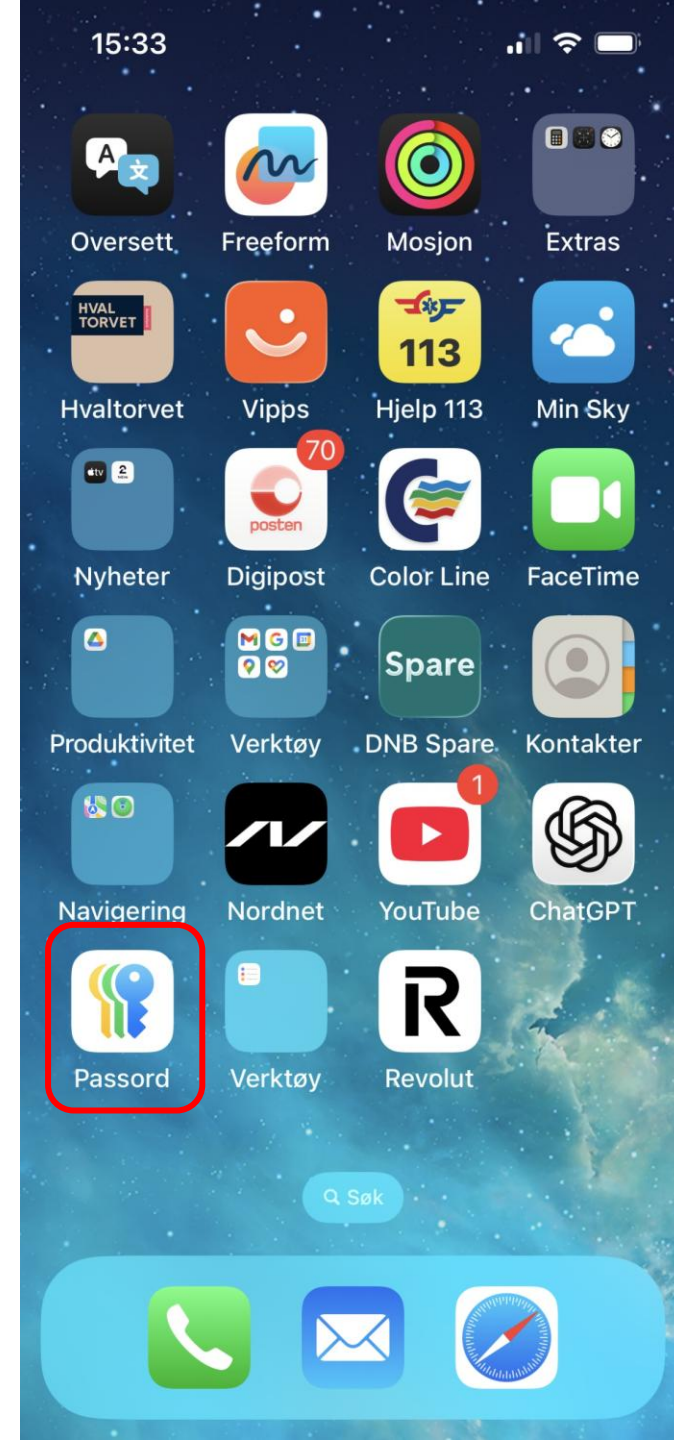 15:33
A 文
Oversett Freeform Mosjon Extras
HVAL
TORVET
113
Hvaltorvet Vipps Hjelp 113 Min Sky
70
tv 2
posten
Nyheter Digipost Color Line FaceTime
M G 31
Spare
Produktivitet Verktøy DNB Spare Kontakter
1
Navigering Nordnet YouTube ChatGPT
R
Passord Verktøy Revolut
Søk